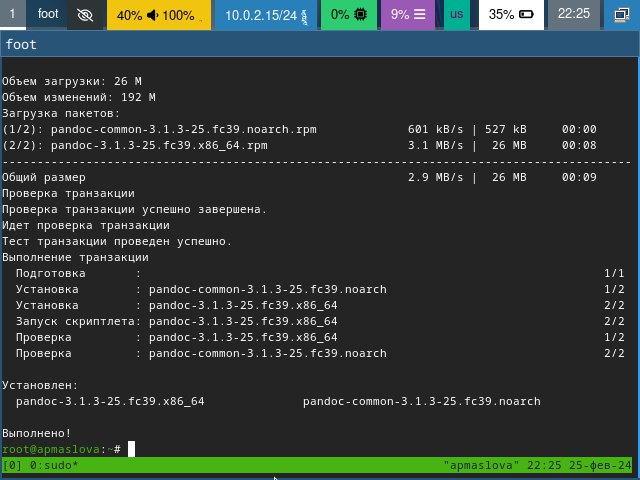 1 foot 40% 100% 10.0.2.15/24 0% 9% us 35% 22:25
foot
Объем загрузки: 26 M
Объем изменений: 192 M
Загрузка пакетов:
(1/2): pandoc-common-3.1.3-25.fc39.noarch.rpm 601 kB/s | 527 kB 00:00
(2/2): pandoc-3.1.3-25.fc39.x86_64.rpm 3.1 MB/s | 26 MB 00:08
--------------------------------------------------------------------------------
Общий размер 2.9 MB/s | 26 MB 00:09
Проверка транзакции
Проверка транзакции успешно завершена.
Идет проверка транзакции
Тест транзакции проведен успешно.
Выполнение транзакции
Подготовка : 1/1
Установка : pandoc-common-3.1.3-25.fc39.noarch 1/2
Установка : pandoc-3.1.3-25.fc39.x86_64 2/2
Запуск скриптлета: pandoc-3.1.3-25.fc39.x86_64 2/2
Проверка : pandoc-3.1.3-25.fc39.x86_64 1/2
Проверка : pandoc-common-3.1.3-25.fc39.noarch 2/2
Установлен:
pandoc-3.1.3-25.fc39.x86_64 pandoc-common-3.1.3-25.fc39.noarch
Выполнено!
root@apmaslova:~#
[0] 0:sudo* "apmaslova" 22:25 25-фев-24